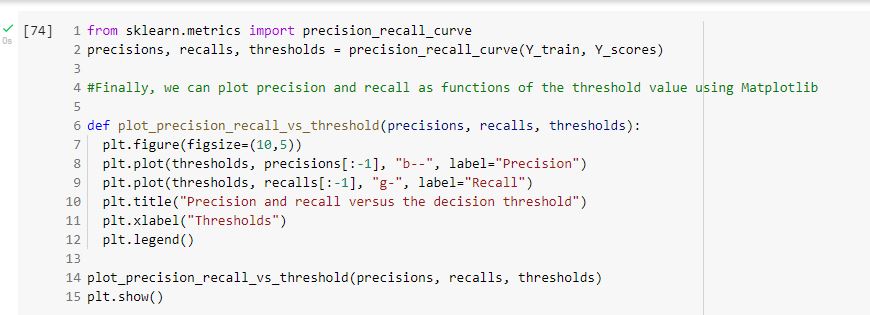 [74] 1 from sklearn.metrics import precision_recall_curve
0s 2 precisions, recalls, thresholds = precision_recall_curve(Y_train, Y_scores)
3
4 #Finally, we can plot precision and recall as functions of the threshold value using Matplotlib
5
6 def plot_precision_recall_vs_threshold(precisions, recalls, thresholds):
7   plt.figure(figsize=(10,5))
8   plt.plot(thresholds, precisions[:-1], "b--", label="Precision")
9   plt.plot(thresholds, recalls[:-1], "g-", label="Recall")
10   plt.title("Precision and recall versus the decision threshold")
11   plt.xlabel("Thresholds")
12   plt.legend()
13
14 plot_precision_recall_vs_threshold(precisions, recalls, thresholds)
15 plt.show()